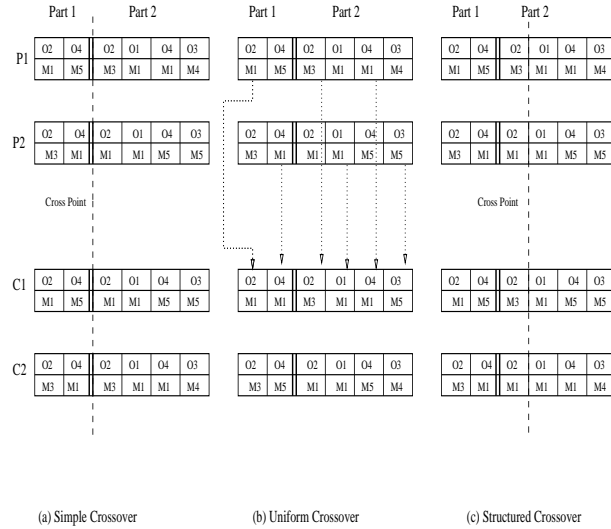 Part 1 Part 2 Part 1 Part 2 Part 1 Part 2
P1 O2 O4 O2 O1 O4 O3 O2 O4 O2 O1 O4 O3 O2 O4 O2 O1 O4 O3
M1 M5 M3 M1 M1 M4 M1 M5 M3 M1 M1 M4 M1 M5 M3 M1 M1 M4
P2 O2 O4 O2 O1 O4 O3 O2 O4 O2 O1 O4 O3 O2 O4 O2 O1 O4 O3
M3 M1 M1 M1 M5 M5 M3 M1 M1 M1 M5 M5 M3 M1 M1 M1 M5 M5
Cross Point Cross Point
C1 O2 O4 O2 O1 O4 O3 O2 O4 O2 O1 O4 O3 O2 O4 O2 O1 O4 O3
M1 M5 M1 M1 M5 M5 M1 M1 M3 M1 M1 M5 M1 M5 M3 M1 M5 M5
C2 O2 O4 O2 O1 O4 O3 O2 O4 O2 O1 O4 O3 O2 O4 O2 O1 O4 O3
M3 M1 M3 M1 M1 M4 M3 M5 M1 M1 M5 M4 M3 M1 M1 M1 M1 M4
(a) Simple Crossover (b) Uniform Crossover (c) Structured Crossover